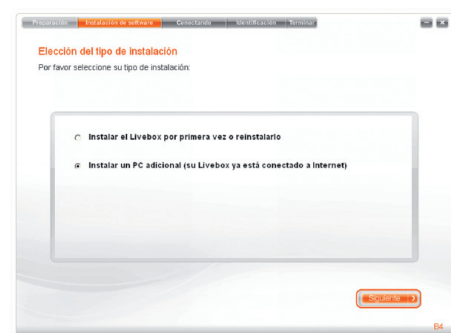 Preparación Instalación de software Conectando Identificación Terminar
Elección del tipo de instalación
Por favor seleccione su tipo de instalación:
Instalar el Livebox por primera vez o reinstalarlo
Instalar un PC adicional (su Livebox ya está conectado a Internet)
Siguiente
B4